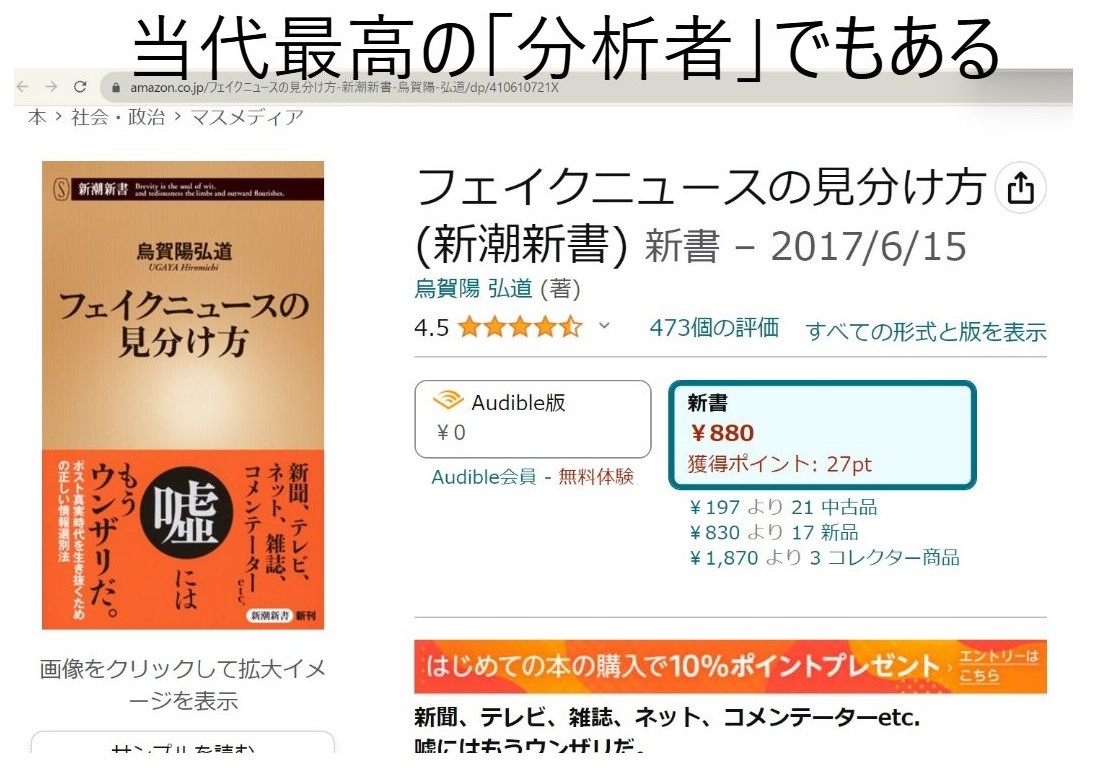 当代最高の「分析者」でもある
amazon.co.jp/フェイクニュースの見分け方-新潮新書-烏賀陽-弘道/dp/410610721X
本 › 社会・政治 › マスメディア
新潮新書
Brevity is the soul of wit,
and tediousness the limbs and outward flourishes.
烏賀陽弘道
UGAYA Hiromichi
フェイクニュースの
見分け方
新聞、テレビ、
ネット、雑誌、
コメンテーターetc.
嘘には
もう
ウンザリだ。
ポスト真実時代を生き抜くため
の正しい情報選別法
新潮新書 新刊
画像をクリックして拡大イメ
ージを表示
サンプルを読む
フェイクニュースの見分け方
(新潮新書) 新書 – 2017/6/15
烏賀陽 弘道 (著)
4.5 473個の評価 すべての形式と版を表示
Audible版
￥0
Audible会員 - 無料体験
新書
￥880
獲得ポイント: 27pt
￥197 より 21 中古品
￥830 より 17 新品
￥1,870 より 3 コレクター商品
はじめての本の購入で10%ポイントプレゼント › エントリーは
こちら
新聞、テレビ、雑誌、ネット、コメンテーターetc.
嘘にはもうウンザリだ。